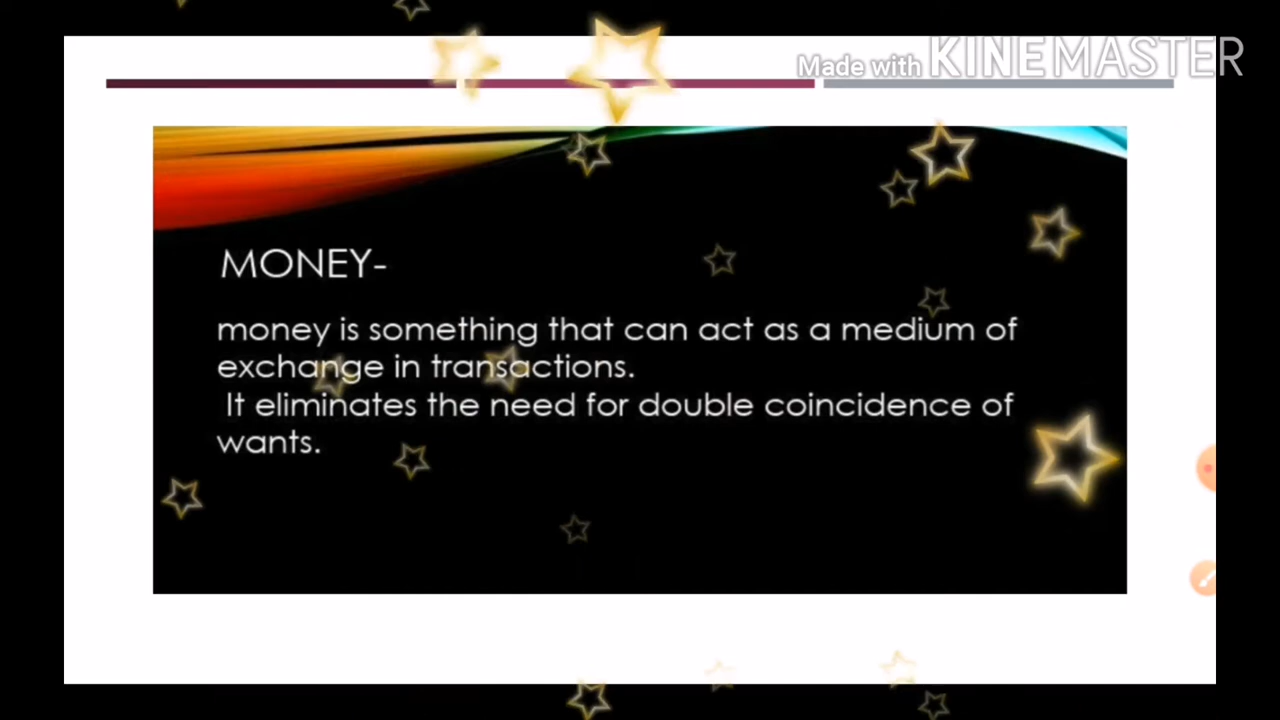 Made with KINEMASTER
MONEY-
money is something that can act as a medium of
exchange in transactions.
It eliminates the need for double coincidence of
wants.